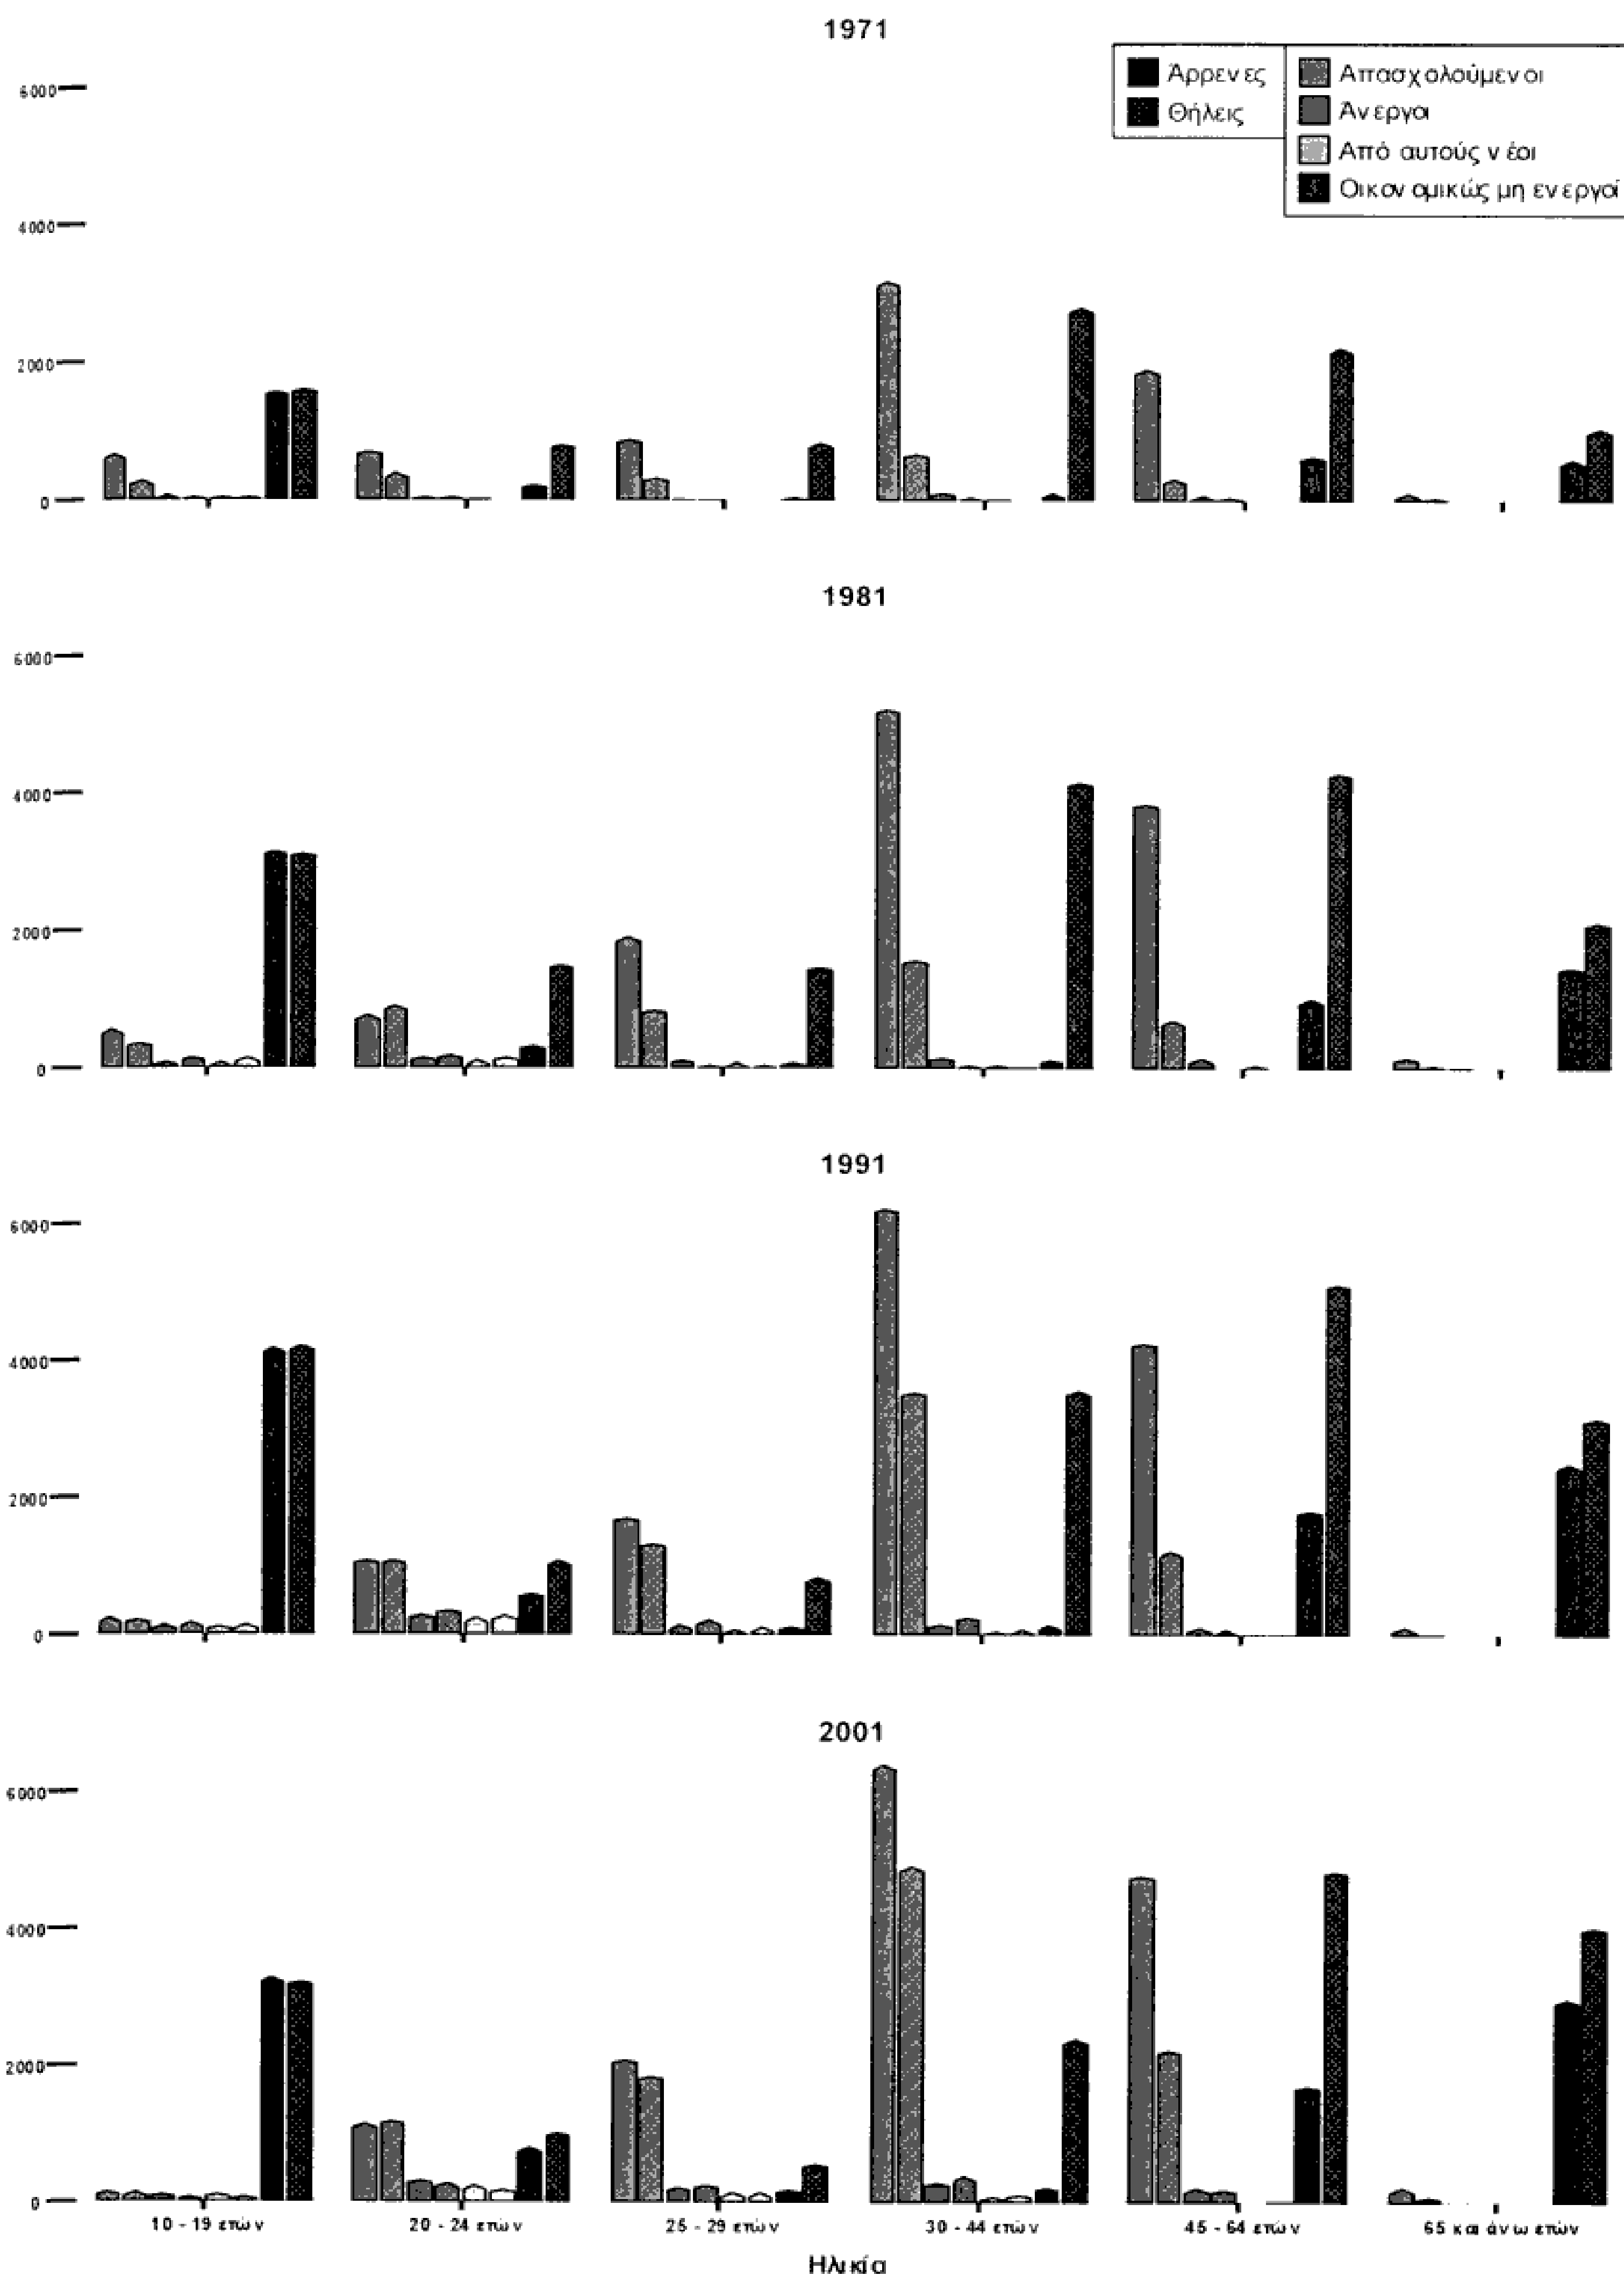 1971
Άρρενες
Θήλεις
Απασχολούμενοι
Άνεργοι
Από αυτούς νέοι
Οικονομικώς μη ενεργοί
6000
4000
2000
0
1981
6000
4000
2000
0
1991
6000
4000
2000
0
2001
6000
4000
2000
0
10 - 19 ετών
20 - 24 ετών
25 - 29 ετών
30 - 44 ετών
45 - 64 ετών
65 και άνω ετών
Ηλικία